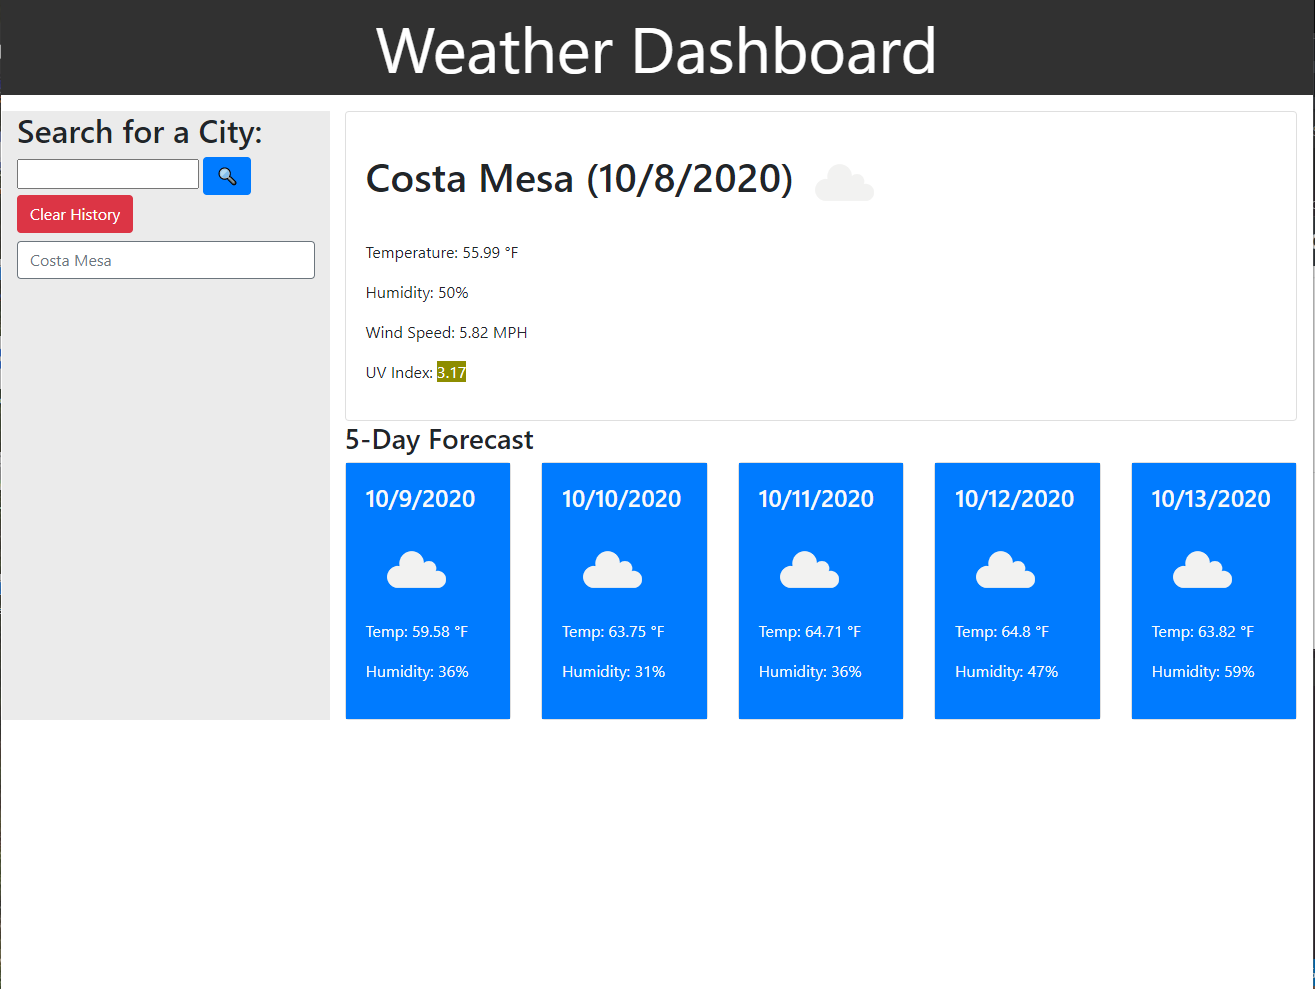 Weather Dashboard
Search for a City:
Clear History
Costa Mesa
Costa Mesa (10/8/2020)
Temperature: 55.99 °F
Humidity: 50%
Wind Speed: 5.82 MPH
UV Index: 3.17
5-Day Forecast
10/9/2020
Temp: 59.58 °F
Humidity: 36%
10/10/2020
Temp: 63.75 °F
Humidity: 31%
10/11/2020
Temp: 64.71 °F
Humidity: 36%
10/12/2020
Temp: 64.8 °F
Humidity: 47%
10/13/2020
Temp: 63.82 °F
Humidity: 59%